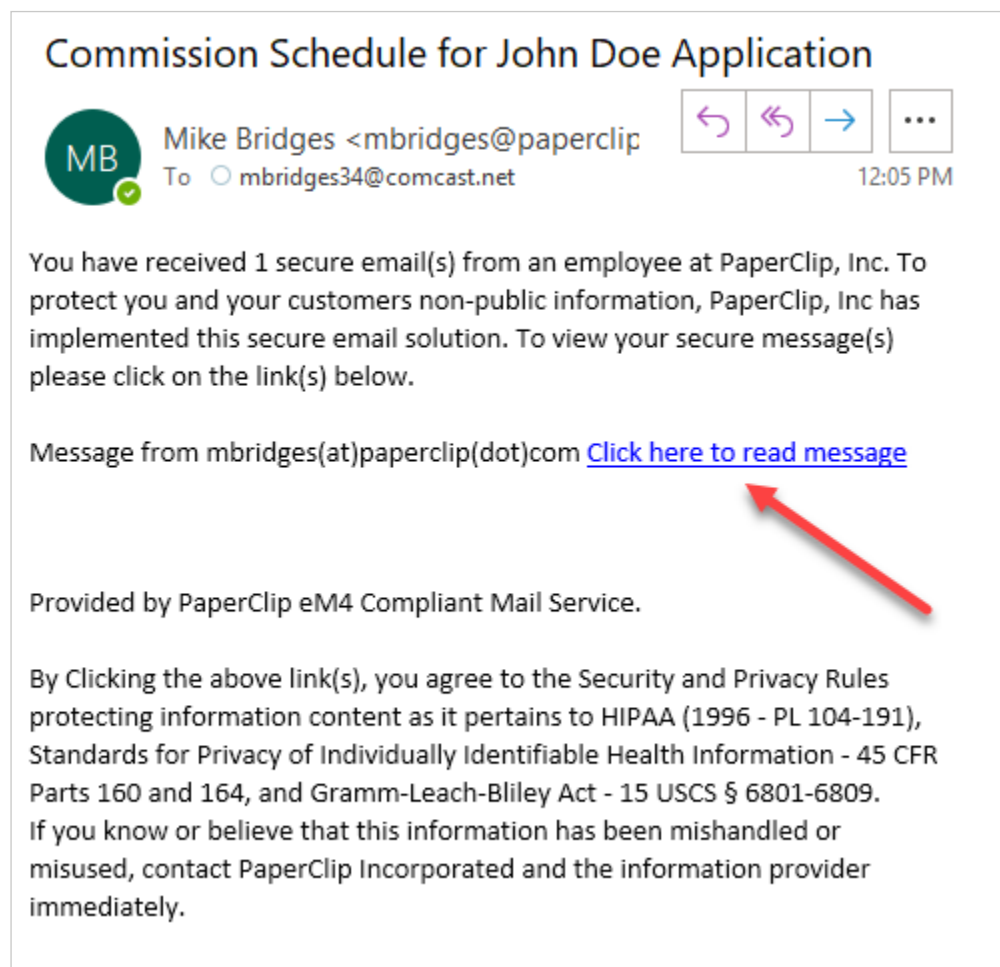 Commission Schedule for John Doe Application
MB
Mike Bridges <mbridges@paperclip
To mbridges34@comcast.net
12:05 PM
You have received 1 secure email(s) from an employee at PaperClip, Inc. To
protect you and your customers non-public information, PaperClip, Inc has
implemented this secure email solution. To view your secure message(s)
please click on the link(s) below.
Message from mbridges(at)paperclip(dot)com Click here to read message
Provided by PaperClip eM4 Compliant Mail Service.
By Clicking the above link(s), you agree to the Security and Privacy Rules
protecting information content as it pertains to HIPAA (1996 - PL 104-191),
Standards for Privacy of Individually Identifiable Health Information - 45 CFR
Parts 160 and 164, and Gramm-Leach-Bliley Act - 15 USCS § 6801-6809.
If you know or believe that this information has been mishandled or
misused, contact PaperClip Incorporated and the information provider
immediately.